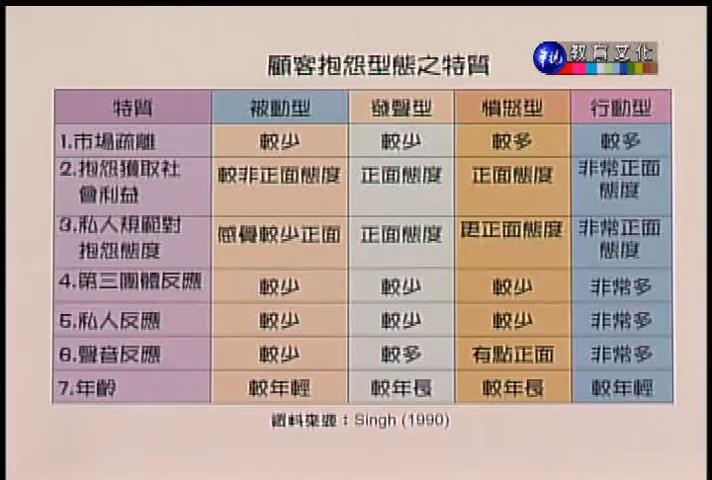 顧客抱怨型態之特質
華視 教育文化
特質 被動型 發聲型 憤怒型 行動型
1.市場疏離 較少 較少 較多 較多
2.抱怨獲取社會利益 較非正面態度 正面態度 正面態度 非常正面態度
3.私人規範對抱怨態度 感覺較少正面 正面態度 更正面態度 非常正面態度
4.第三團體反應 較少 較少 較少 非常多
5.私人反應 較少 較少 較少 非常多
6.聲音反應 較少 較多 有點正面 非常多
7.年齡 較年輕 較年長 較年長 較年輕
資料來源：Singh (1990)